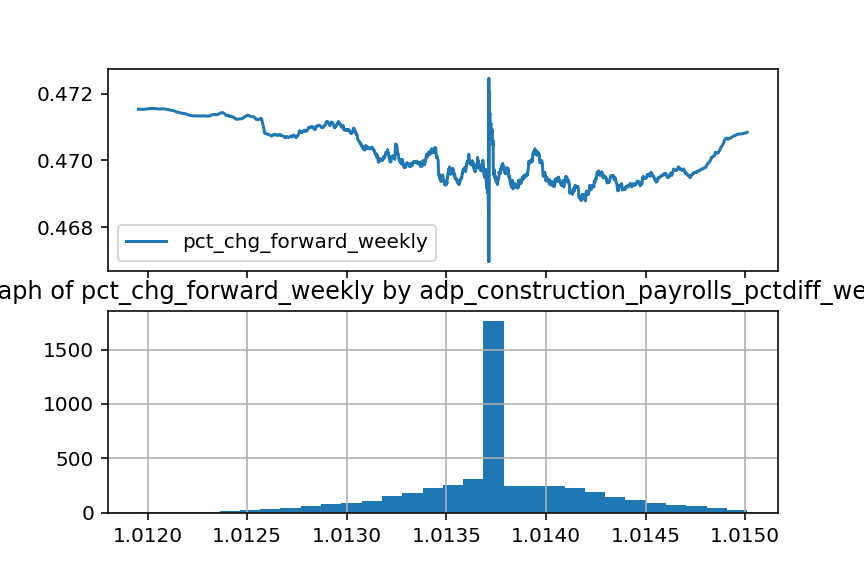 0.472
0.470
0.468
pct_chg_forward_weekly
aph of pct_chg_forward_weekly by adp_construction_payrolls_pctdiff_we
1500
1000
500
0
1.0120 1.0125 1.0130 1.0135 1.0140 1.0145 1.0150